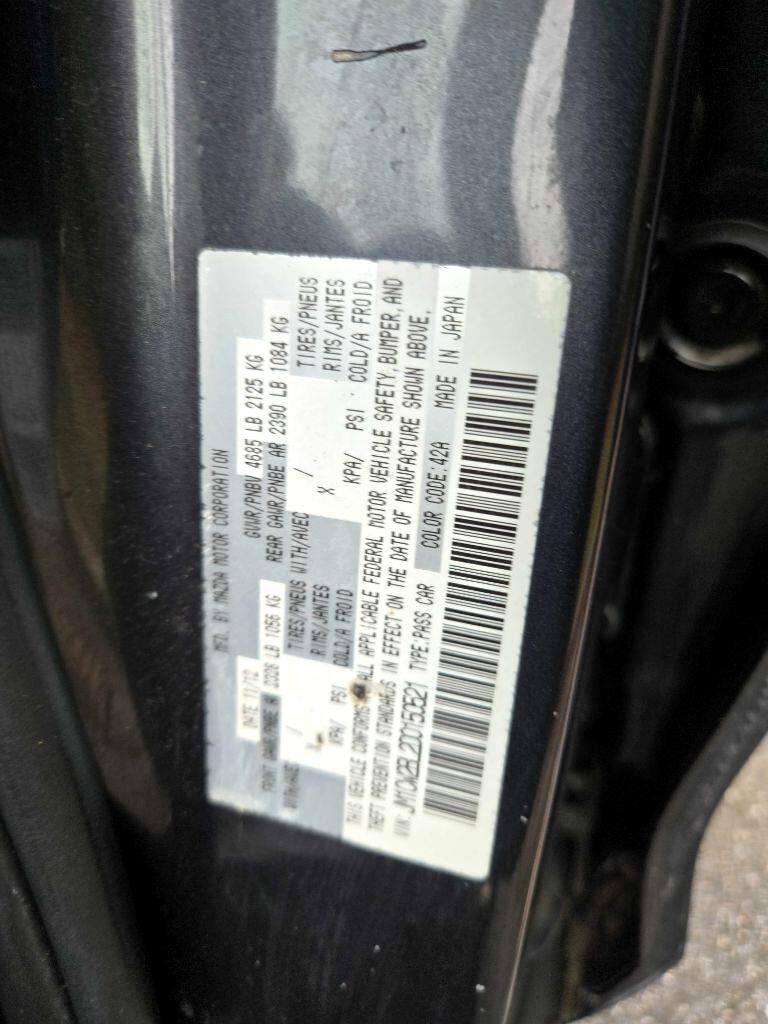 MFD. BY MAZDA MOTOR CORPORATION
DATE 11/12 GVWR/PNBV 4685 LB 2125 KG
FRONT GAWR/PNBE A 2328 LB 1056 KG REAR GAWR/PNBE AR 2390 LB 1084 KG
WITH/AVEC / TIRES/PNEUS WITH/AVEC / TIRES/PNEUS
RIMS/JANTES X RIMS/JANTES
KPA/ PSI COLD/A FROID KPA/ PSI COLD/A FROID
THIS VEHICLE CONFORMS ALL APPLICABLE FEDERAL MOTOR VEHICLE SAFETY, BUMPER, AND
THEFT PREVENTION STANDARDS IN EFFECT ON THE DATE OF MANUFACTURE SHOWN ABOVE.
VIN: TYPE:PASS CAR COLOR CODE:42A MADE IN JAPAN